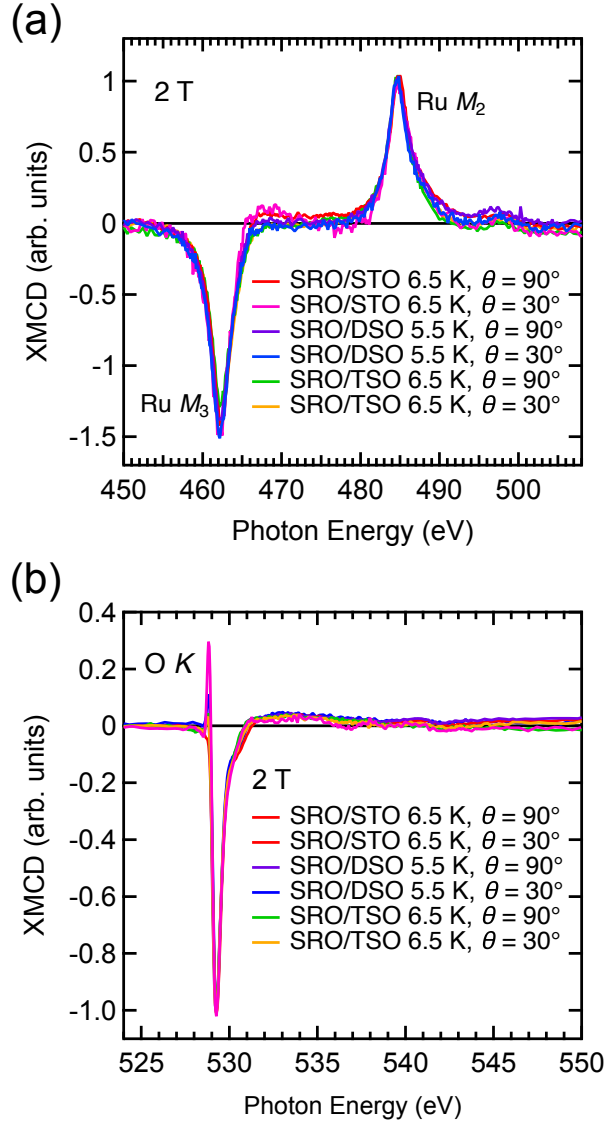 (a)
2 T
Ru M2
1
0.5
0
-0.5
-1
-1.5
XMCD (arb. units)
SRO/STO 6.5 K, θ = 90°
SRO/STO 6.5 K, θ = 30°
SRO/DSO 5.5 K, θ = 90°
SRO/DSO 5.5 K, θ = 30°
SRO/TSO 6.5 K, θ = 90°
SRO/TSO 6.5 K, θ = 30°
Ru M3
450 460 470 480 490 500
Photon Energy (eV)
(b)
O K
0.4
0.2
0
-0.2
-0.4
-0.6
-0.8
-1.0
XMCD (arb. units)
2 T
SRO/STO 6.5 K, θ = 90°
SRO/STO 6.5 K, θ = 30°
SRO/DSO 5.5 K, θ = 90°
SRO/DSO 5.5 K, θ = 30°
SRO/TSO 6.5 K, θ = 90°
SRO/TSO 6.5 K, θ = 30°
525 530 535 540 545 550
Photon Energy (eV)